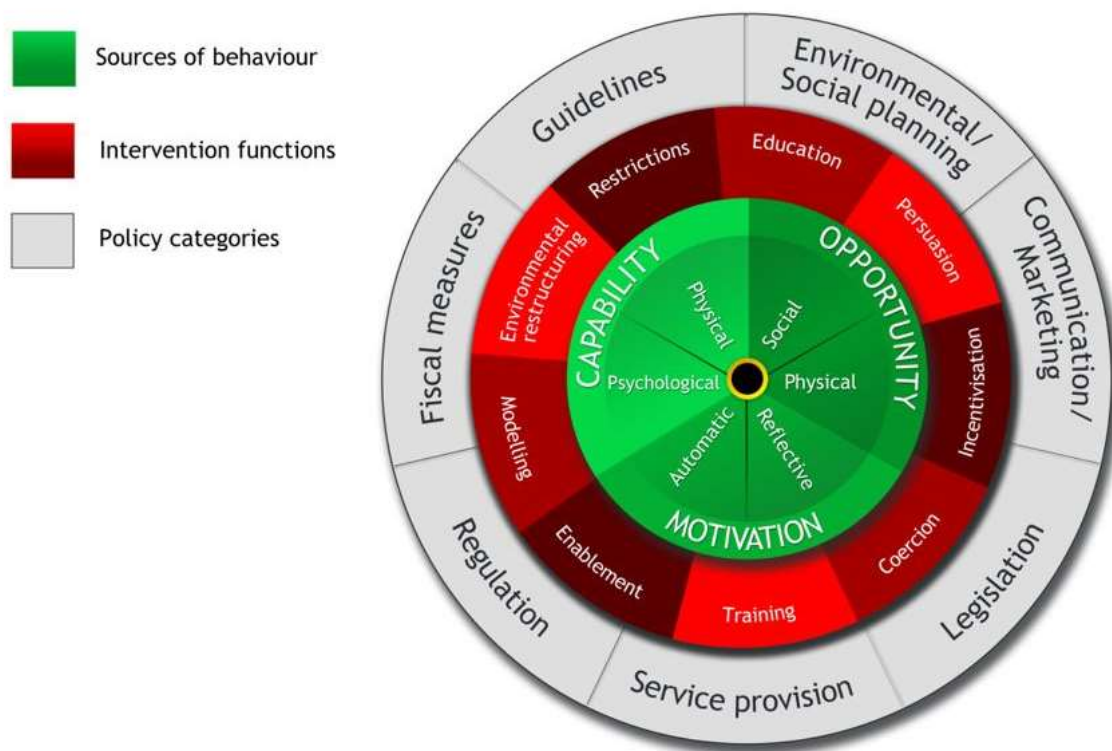 Sources of behaviour
Intervention functions
Policy categories
Guidelines
Environmental/
Social planning
Communication/
Marketing
Legislation
Service provision
Regulation
Fiscal measures
Restrictions
Education
Persuasion
Incentivisation
Coercion
Training
Enablement
Modelling
Environmental
restructuring
CAPABILITY
OPPORTUNITY
MOTIVATION
Physical
Social
Physical
Reflective
Automatic
Psychological